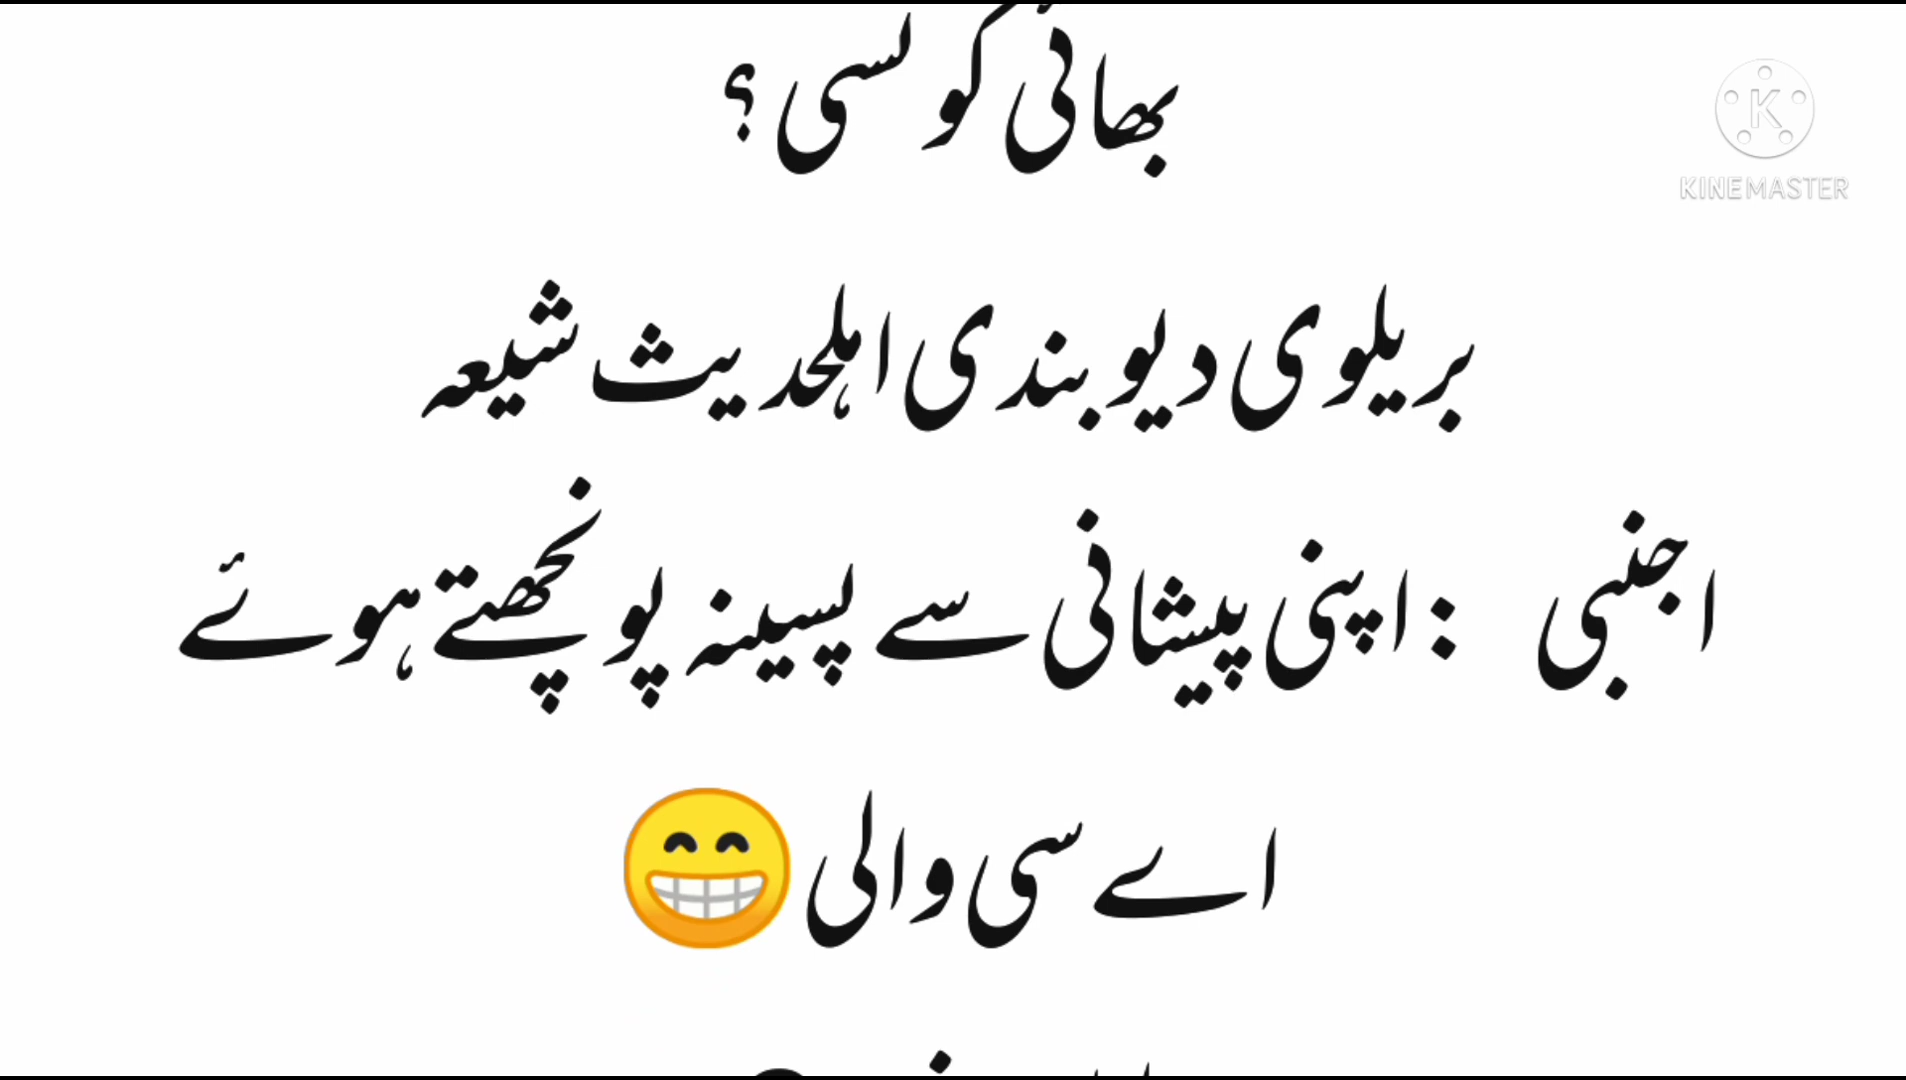 بھائی کونسی؟
KINEMASTER
بریلوی دیوبندی اہلحدیث شیعہ
اجنبی : اپنی پیشانی سے پسینہ پونچھتے ہوئے
اے سی والی 😁